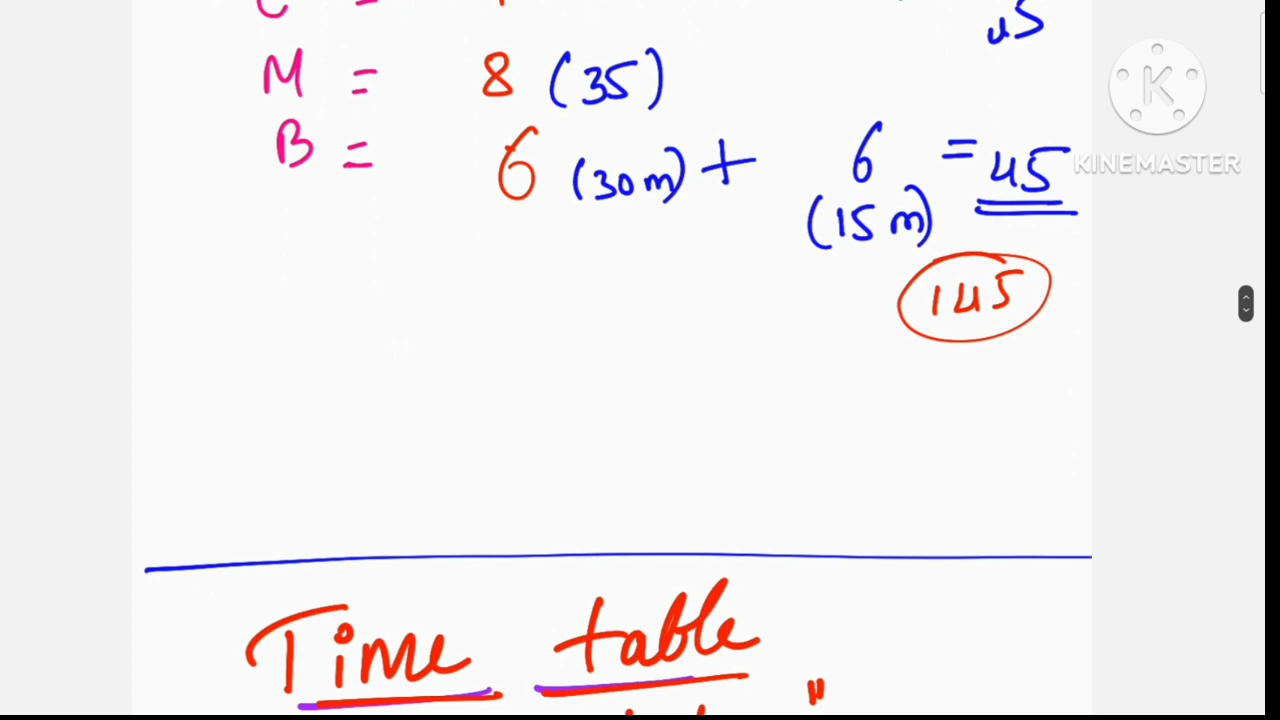 45
M = 8 (35)
B = 6 (30m) + 6 (15m) = 45
145
Time table
K
KINEMASTER